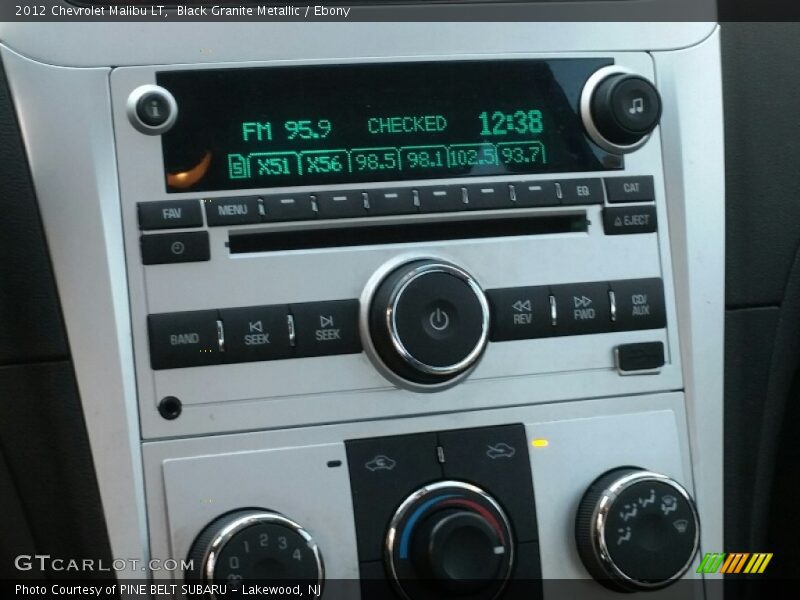 2012 Chevrolet Malibu LT, Black Granite Metallic / Ebony
i
FM 95.9 CHECKED 12:38
5 X51 X56 98.5 98.1 102.5 93.7
FAV MENU EQ CAT
EJECT
BAND SEEK SEEK REV FWD CD/AUX
0 1 2 3 4
GTCARLOT.COM
Photo Courtesy of PINE BELT SUBARU - Lakewood, NJ